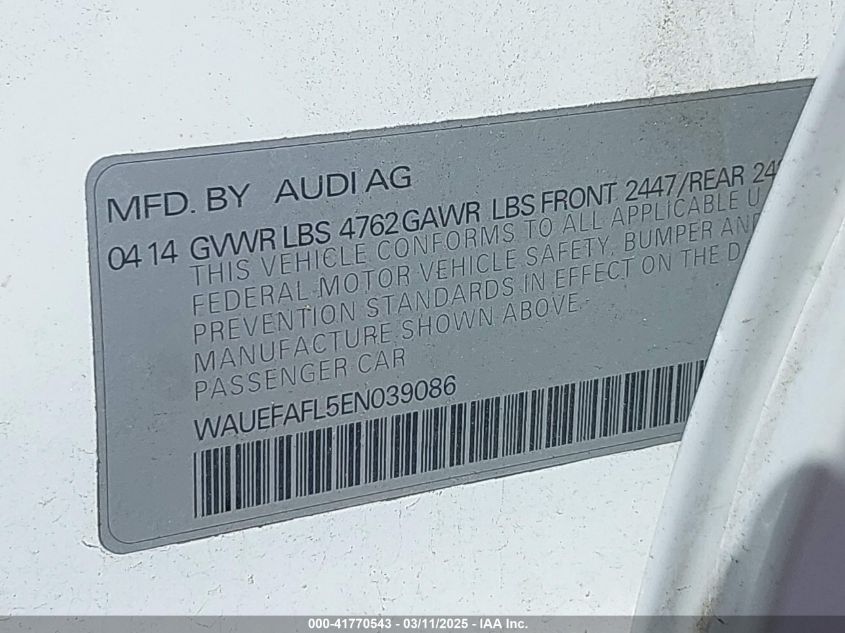 MFD. BY AUDI AG
04 14 GVWR LBS 4762 GAWR LBS FRONT 2447/REAR
THIS VEHICLE CONFORMS TO ALL APPLICABLE U
FEDERAL MOTOR VEHICLE SAFETY, BUMPER AND
PREVENTION STANDARDS IN EFFECT ON THE D
MANUFACTURE SHOWN ABOVE.
PASSENGER CAR
WAUEFAFL5EN039086
000-41770543 - 03/11/2025 - IAA Inc.